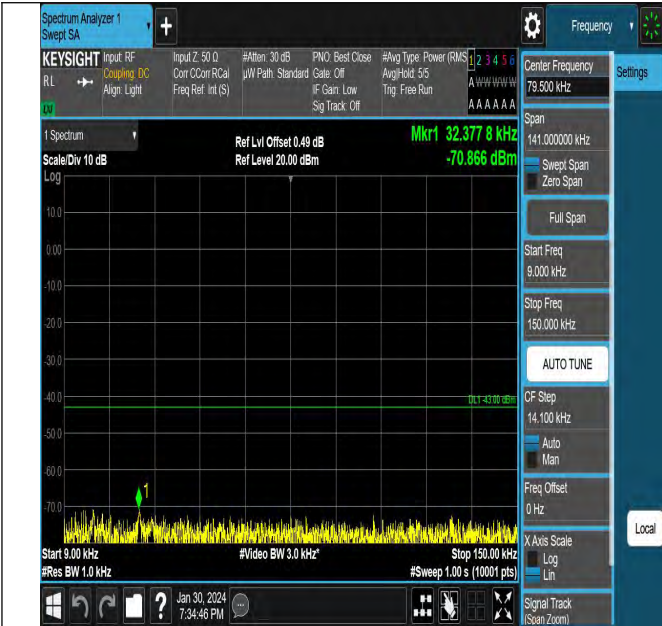 Spectrum Analyzer 1
Swept SA
+
Frequency
KEYSIGHT
RL
Input: RF
Coupling: DC
Align: Light
Input Z: 50 Ω
Corr CCorr RCal
Freq Ref: Int (S)
#Atten: 30 dB
µW Path: Standard
PNO: Best Close
Gate: Off
IF Gain: Low
Sig Track: Off
#Avg Type: Power (RMS
Avg|Hold: 5/5
Trig: Free Run
1 2 3 4 5 6
A W W W W W
A A A A A A
1 Spectrum
Scale/Div 10 dB
Log
Ref Lvl Offset 0.49 dB
Ref Level 20.00 dBm
Mkr1 32.377 8 kHz
-70.866 dBm
10.0
0.00
-10.0
-20.0
-30.0
-40.0
-50.0
-60.0
-70.0
DL1 -43.00 dBm
1
Start 9.00 kHz
#Res BW 1.0 kHz
#Video BW 3.0 kHz*
Stop 150.00 kHz
#Sweep 1.00 s (10001 pts)
?
Jan 30, 2024
7:34:46 PM
Center Frequency
79.500 kHz
Span
141.000000 kHz
Swept Span
Zero Span
Full Span
Start Freq
9.000 kHz
Stop Freq
150.000 kHz
AUTO TUNE
CF Step
14.100 kHz
Auto
Man
Freq Offset
0 Hz
X Axis Scale
Log
Lin
Signal Track
(Span Zoom)
Settings
Local